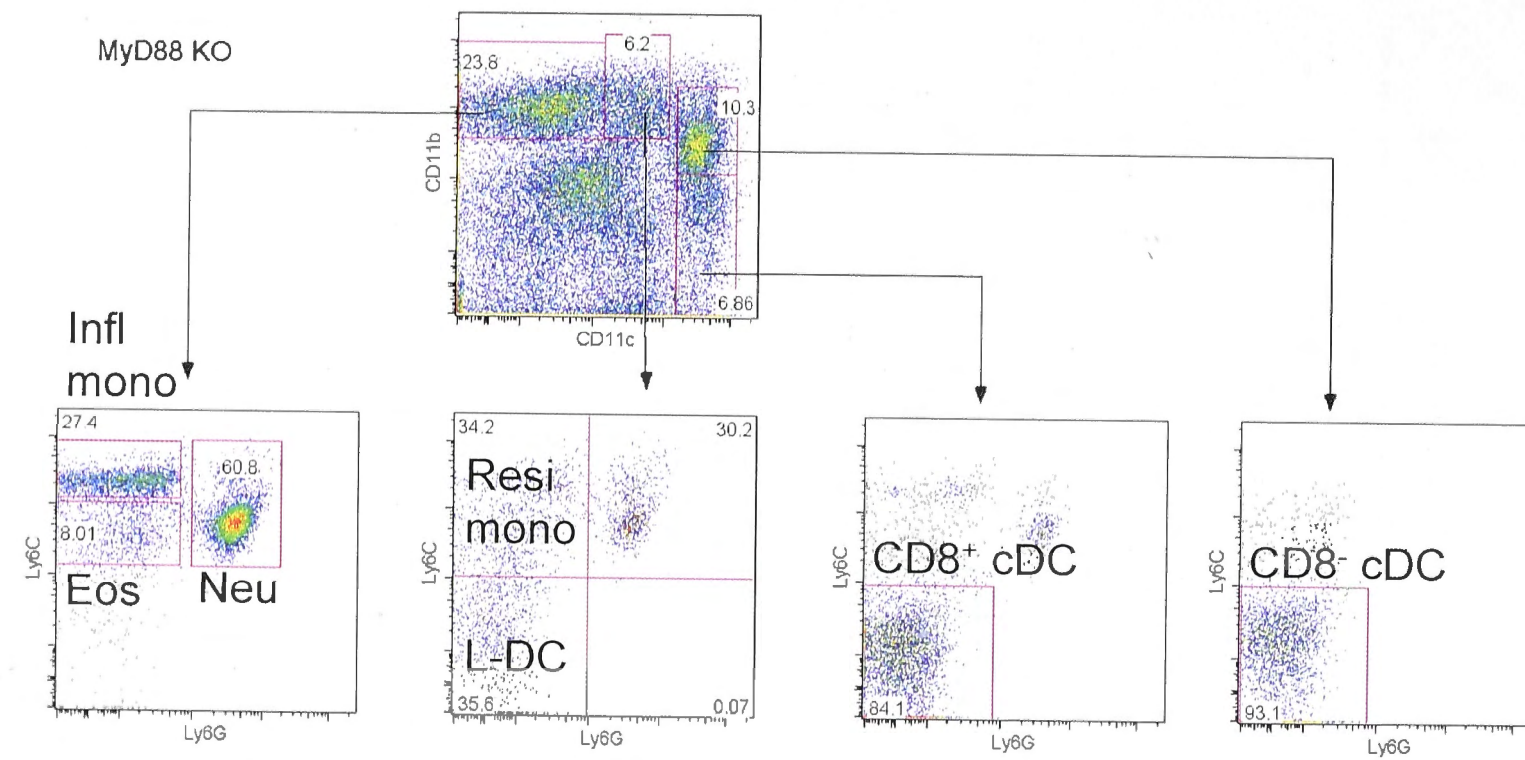 MyD88 KO
6.2
23.8
10.3
6.86
CD11b
CD11c
Infl
mono
27.4
60.8
8.01
Eos
Neu
Ly6C
Ly6G
34.2
30.2
Resi
mono
L-DC
35.6
0.07
Ly6C
Ly6G
CD8⁺ cDC
84.1
Ly6C
Ly6G
CD8⁻ cDC
93.1
Ly6C
Ly6G